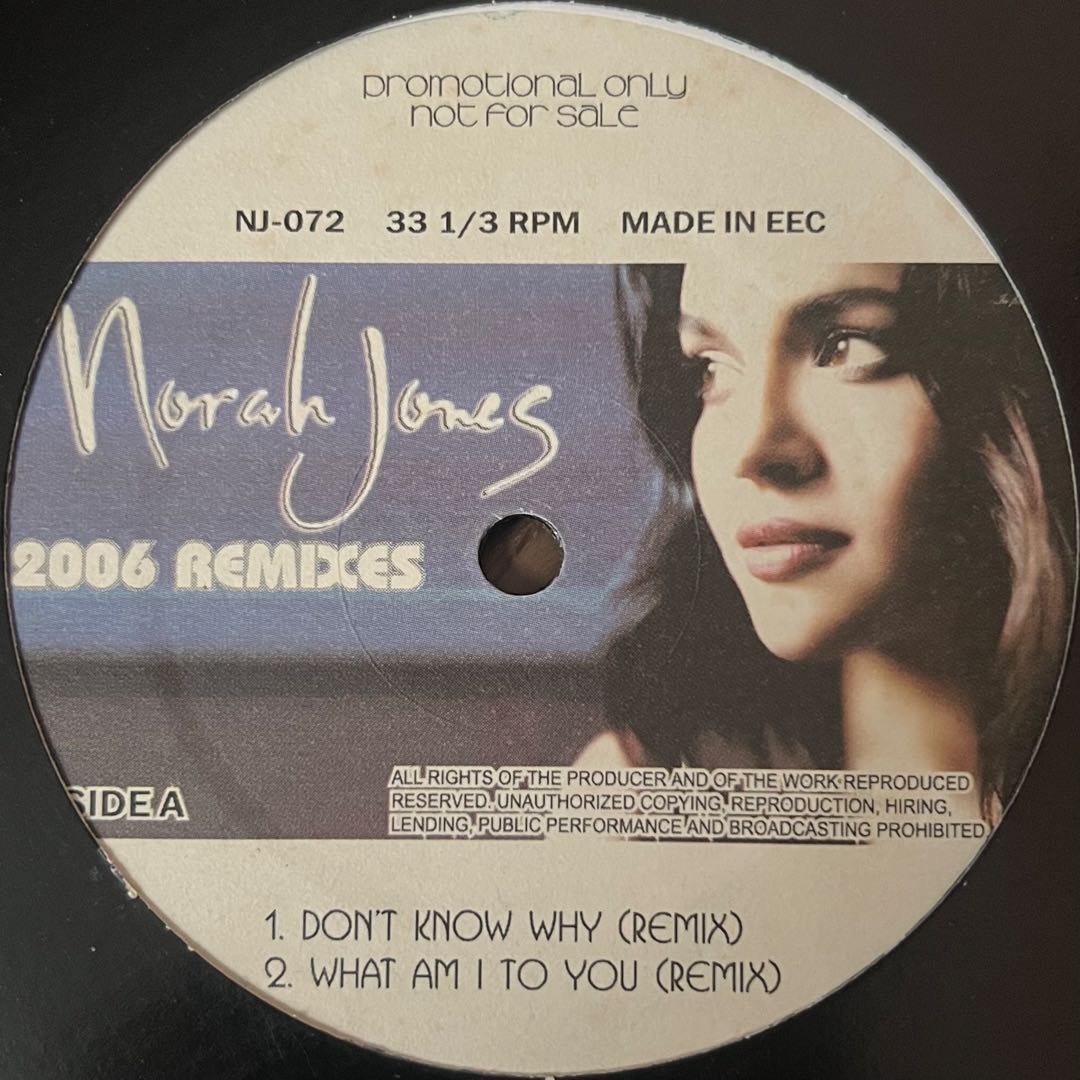 promotional only
not for sale
NJ-072 33 1/3 RPM MADE IN EEC
Norah Jones
2006 REMIXES
SIDE A
ALL RIGHTS OF THE PRODUCER AND OF THE WORK REPRODUCED
RESERVED. UNAUTHORIZED COPYING, REPRODUCTION, HIRING,
LENDING, PUBLIC PERFORMANCE AND BROADCASTING PROHIBITED
1. DON'T KNOW WHY (REMIX)
2. WHAT AM I TO YOU (REMIX)